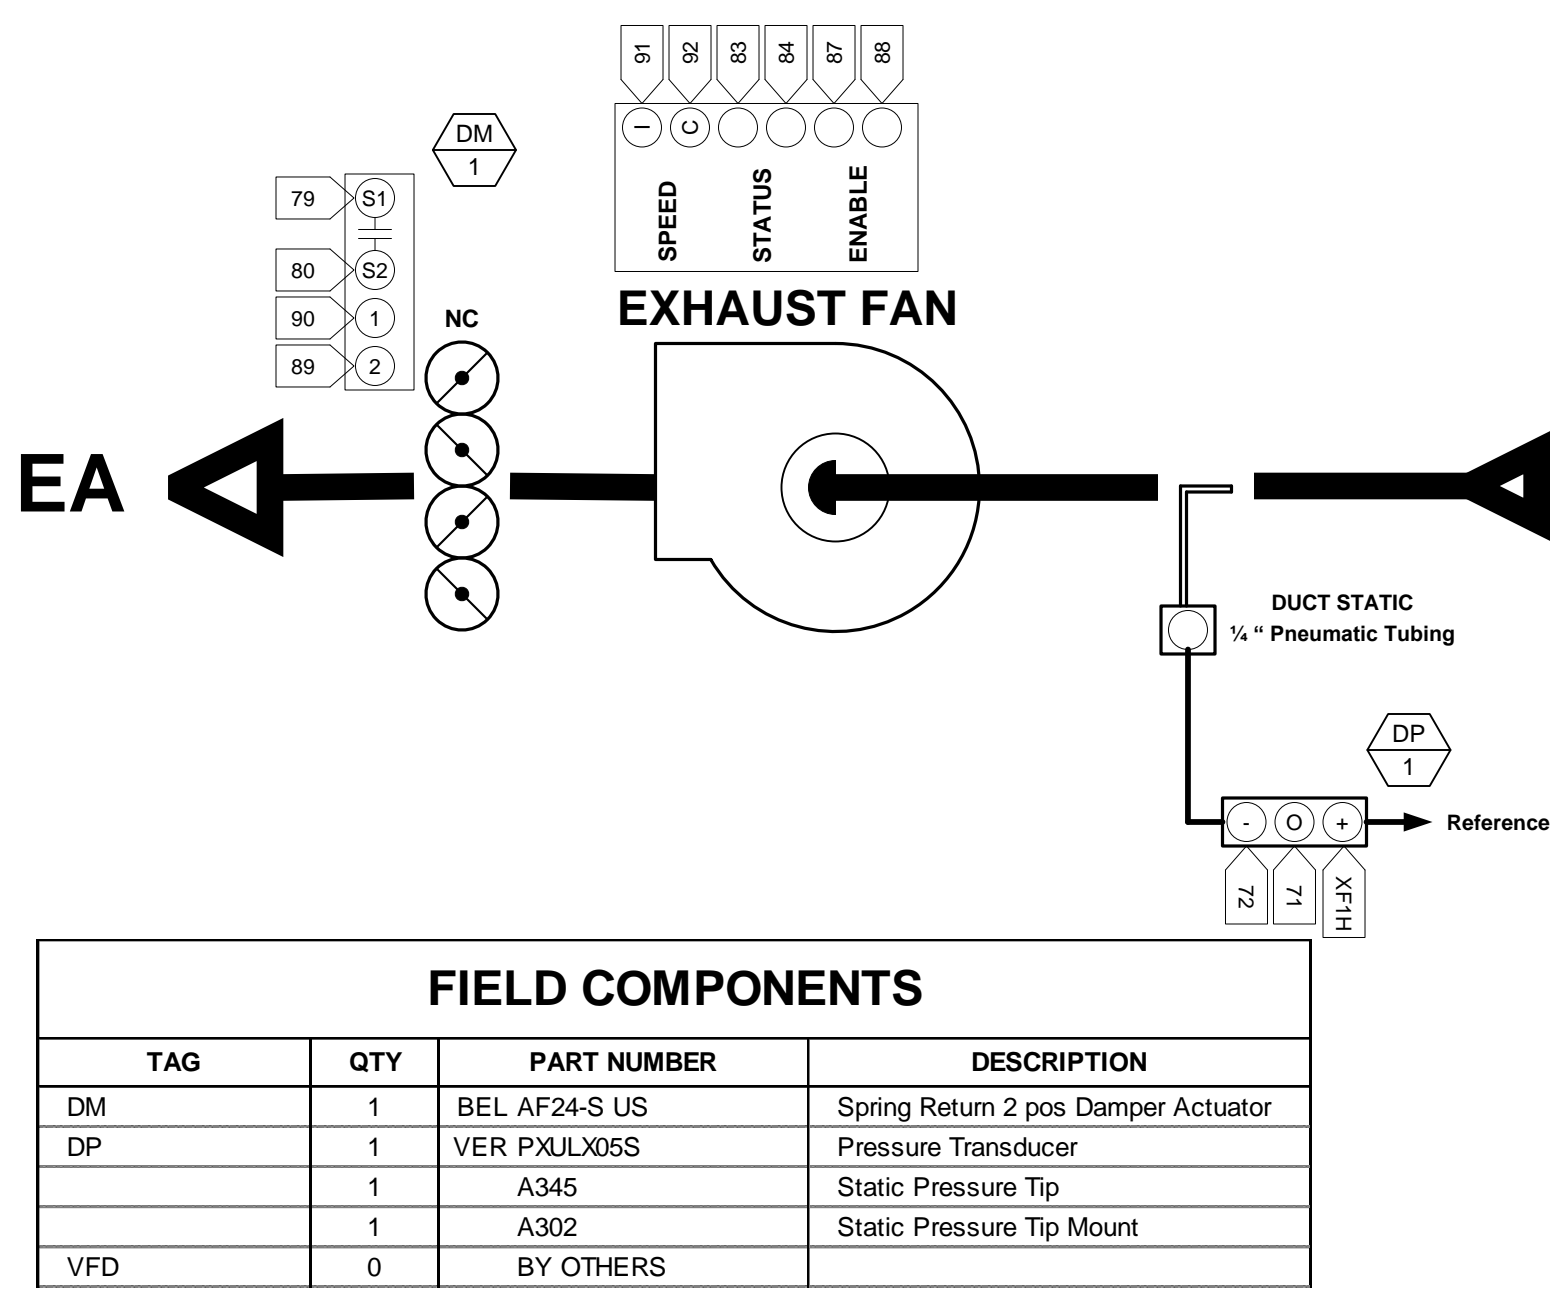 91 92 83 84 87 88
I C
SPEED STATUS ENABLE
EXHAUST FAN
DM
1
79 S1
80 S2
90 1
89 2
NC
EA
DUCT STATIC
¼ “ Pneumatic Tubing
DP
1
- O + Reference
72 71 XF1H
FIELD COMPONENTS
TAG QTY PART NUMBER DESCRIPTION
DM 1 BEL AF24-S US Spring Return 2 pos Damper Actuator
DP 1 VER PXULX05S Pressure Transducer
1 A345 Static Pressure Tip
1 A302 Static Pressure Tip Mount
VFD 0 BY OTHERS